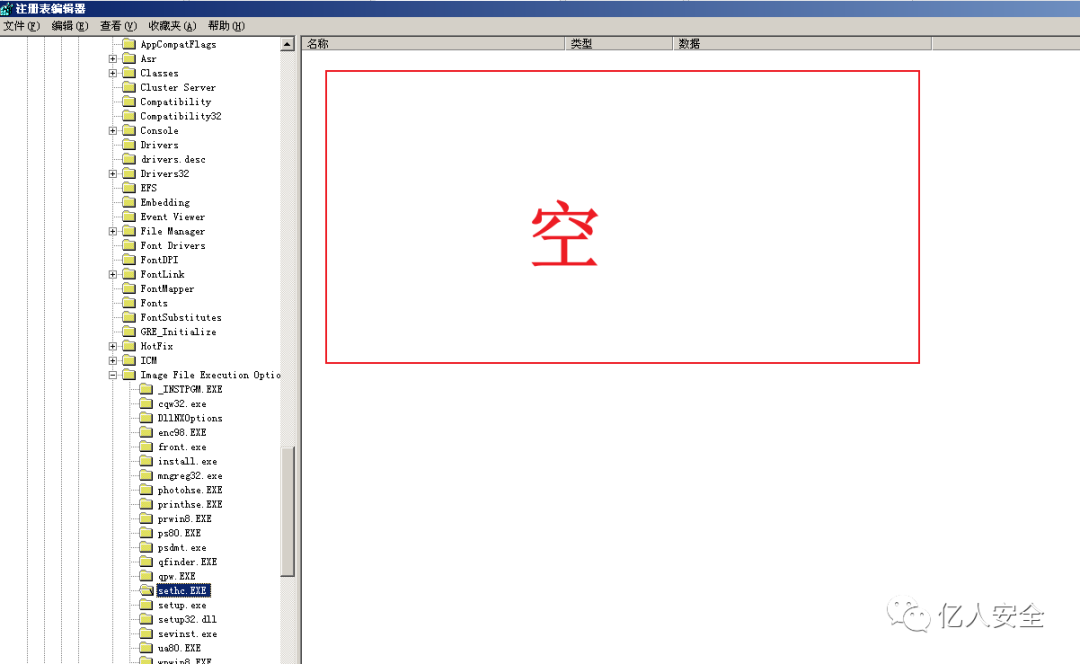 注册表编辑器
文件(F) 编辑(E) 查看(V) 收藏夹(A) 帮助(H)
名称 类型 数据
AppCompatFlags
Asr
Classes
Cluster Server
Compatibility
Compatibility32
Console
Drivers
drivers.desc
Drivers32
EFS
Embedding
Event Viewer
File Manager
Font Drivers
FontDPI
FontLink
FontMapper
Fonts
FontSubstitutes
GRE_Initialize
HotFix
ICM
Image File Execution Optio
_INSTPGM.EXE
cqw32.exe
DllNXOptions
enc98.EXE
front.exe
install.exe
mngreg32.exe
photohse.EXE
printhse.EXE
prwin8.EXE
ps80.EXE
psdmt.exe
qfinder.EXE
qpw.EXE
sethc.EXE
setup.exe
setup32.dll
sevinst.exe
ua80.EXE
wpwin8.EXE
空
亿人安全